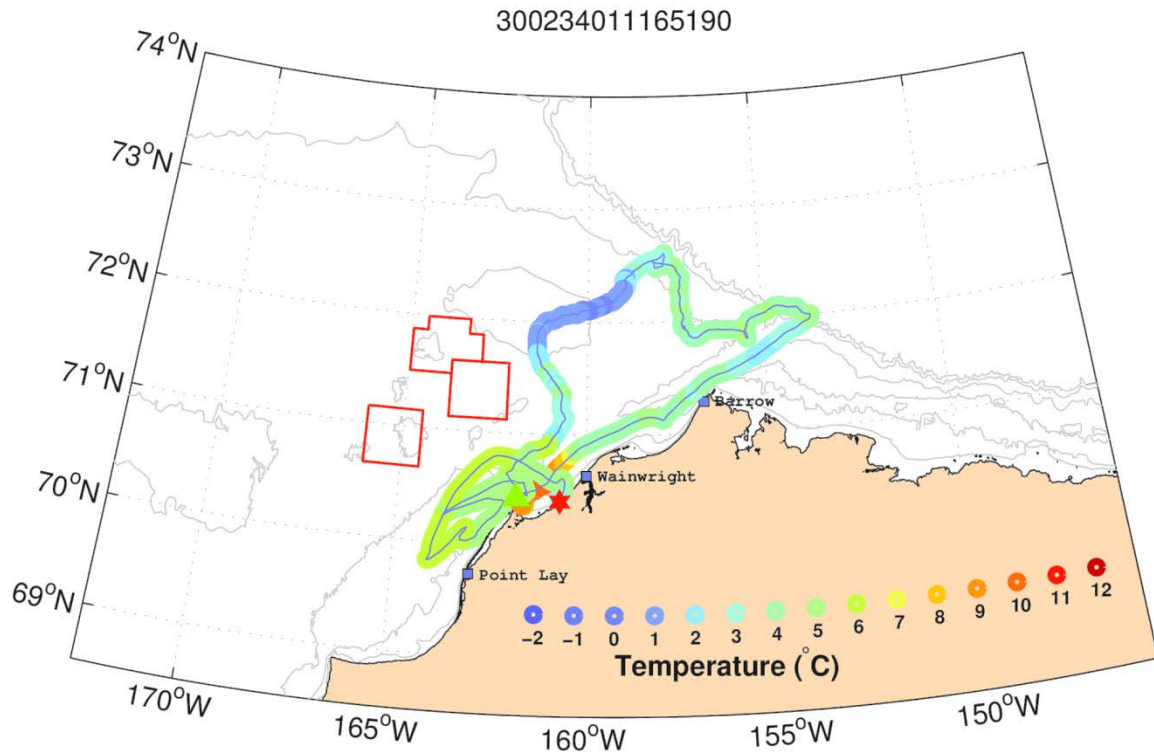 300234011165190
74°N
73°N
72°N
71°N
70°N
69°N
Barrow
Wainwright
Point Lay
-2 -1 0 1 2 3 4 5 6 7 8 9 10 11 12
Temperature (°C)
170°W 165°W 160°W 155°W 150°W